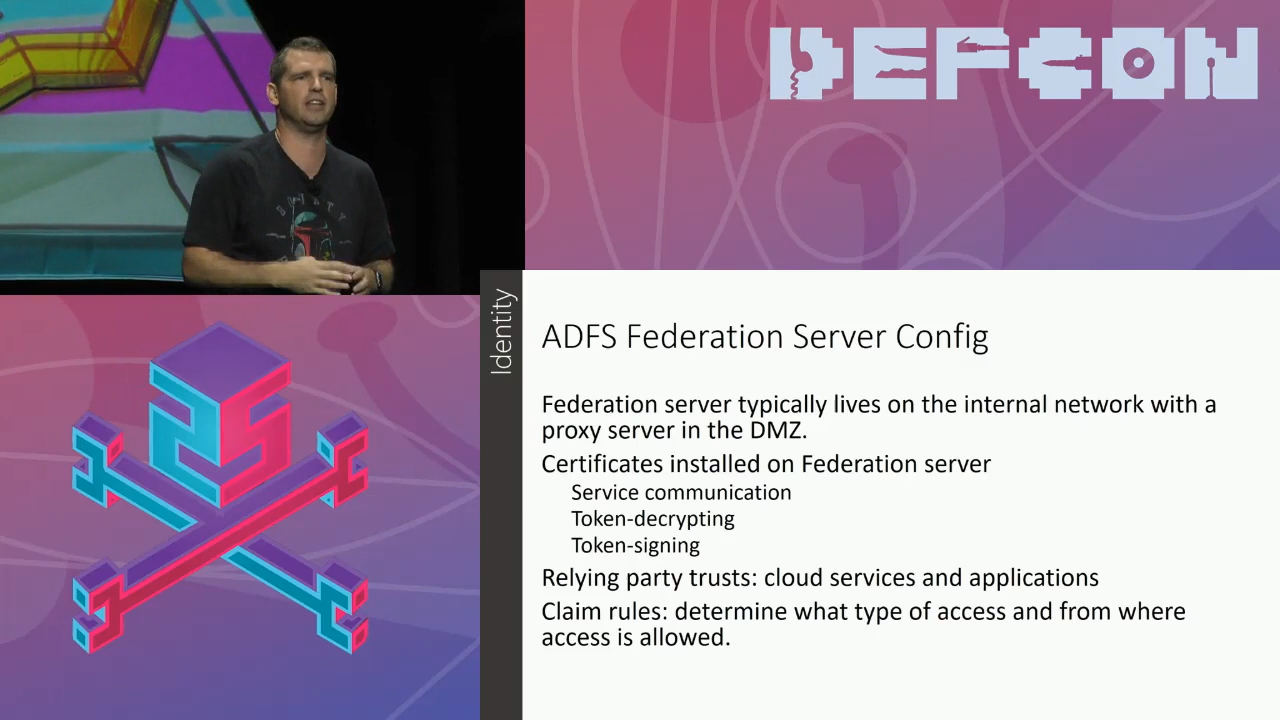 DEFCON
BOUNTY
Identity
ADFS Federation Server Config
Federation server typically lives on the internal network with a
proxy server in the DMZ.
Certificates installed on Federation server
Service communication
Token-decrypting
Token-signing
Relying party trusts: cloud services and applications
Claim rules: determine what type of access and from where
access is allowed.